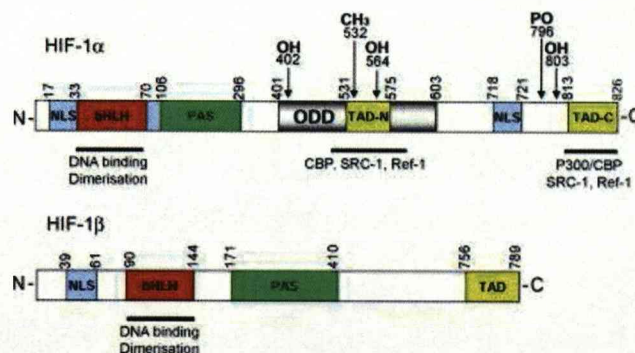 CH₃ PO
HIF-1α OH 532 OH 796 OH
402 564 803
17 33 70 106 296 401 531 575 603 718 721 813 826
N- NLS bHLH PAS ODD TAD-N NLS TAD-C -C
DNA binding CBP, SRC-1, Ref-1 P300/CBP
Dimerisation SRC-1, Ref-1
HIF-1β
39 61 90 144 171 410 756 789
N- NLS bHLH PAS TAD -C
DNA binding
Dimerisation